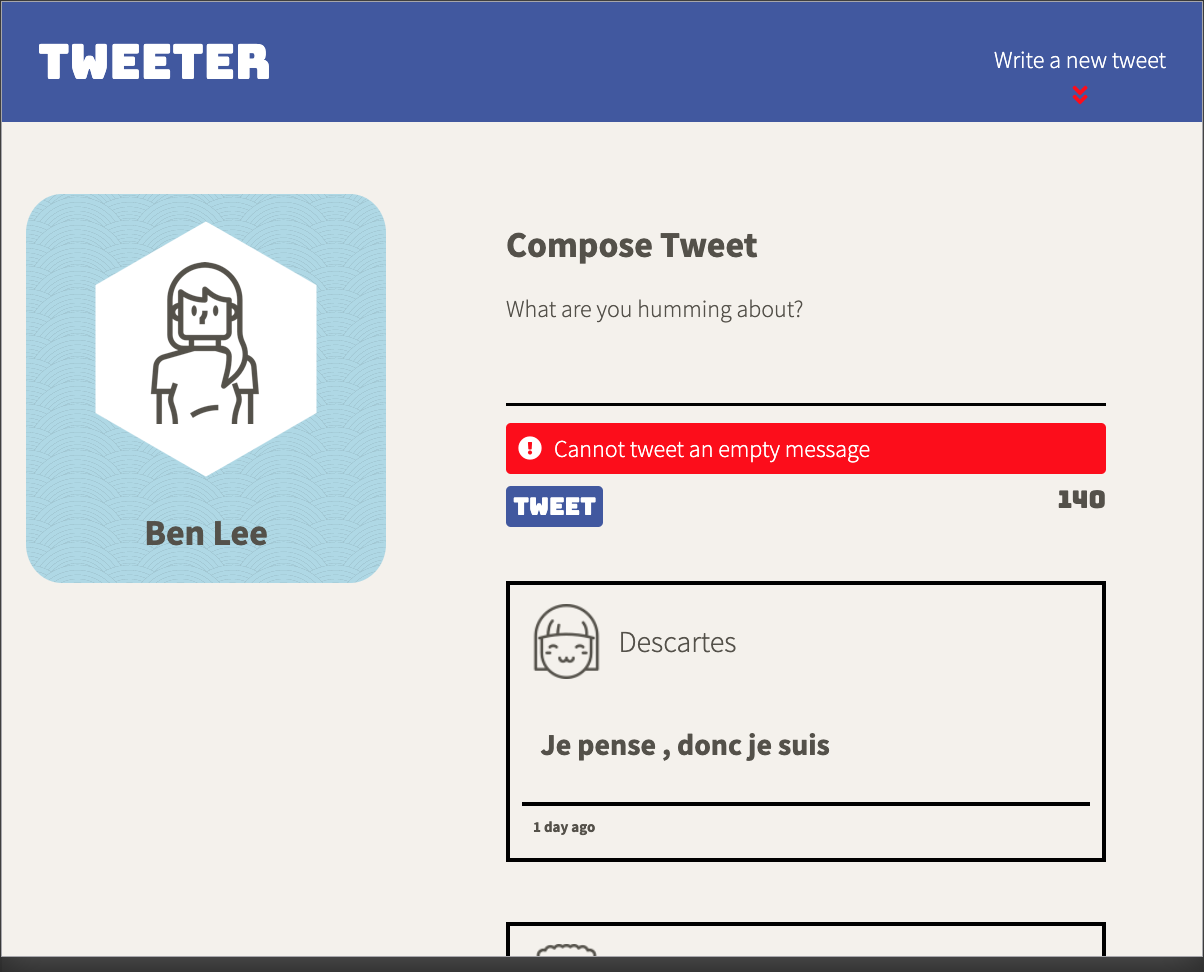 TWEETER
Write a new tweet
Ben Lee
Compose Tweet
What are you humming about?
Cannot tweet an empty message
TWEET
140
Descartes
Je pense , donc je suis
1 day ago